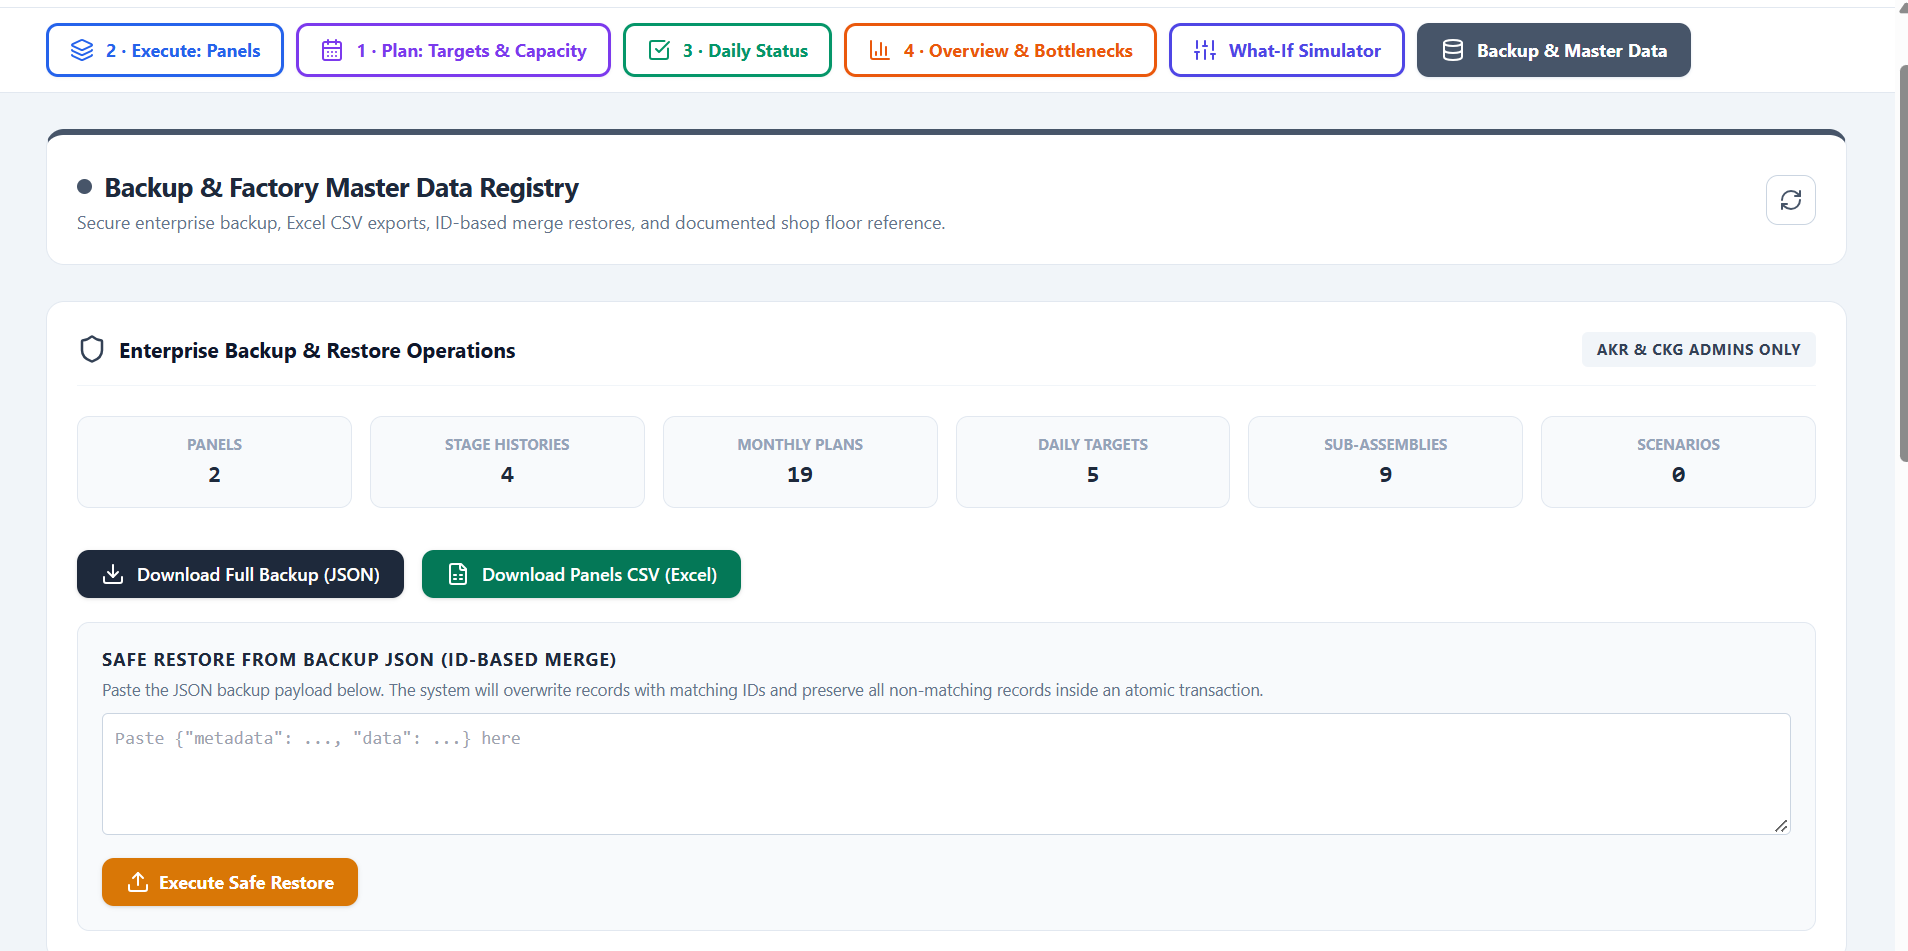 2 · Execute: Panels
1 · Plan: Targets & Capacity
3 · Daily Status
4 · Overview & Bottlenecks
What-If Simulator
Backup & Master Data
Backup & Factory Master Data Registry
Secure enterprise backup, Excel CSV exports, ID-based merge restores, and documented shop floor reference.
Enterprise Backup & Restore Operations
AKR & CKG ADMINS ONLY
PANELS
2
STAGE HISTORIES
4
MONTHLY PLANS
19
DAILY TARGETS
5
SUB-ASSEMBLIES
9
SCENARIOS
0
Download Full Backup (JSON)
Download Panels CSV (Excel)
SAFE RESTORE FROM BACKUP JSON (ID-BASED MERGE)
Paste the JSON backup payload below. The system will overwrite records with matching IDs and preserve all non-matching records inside an atomic transaction.
Paste {"metadata": ..., "data": ...} here
Execute Safe Restore